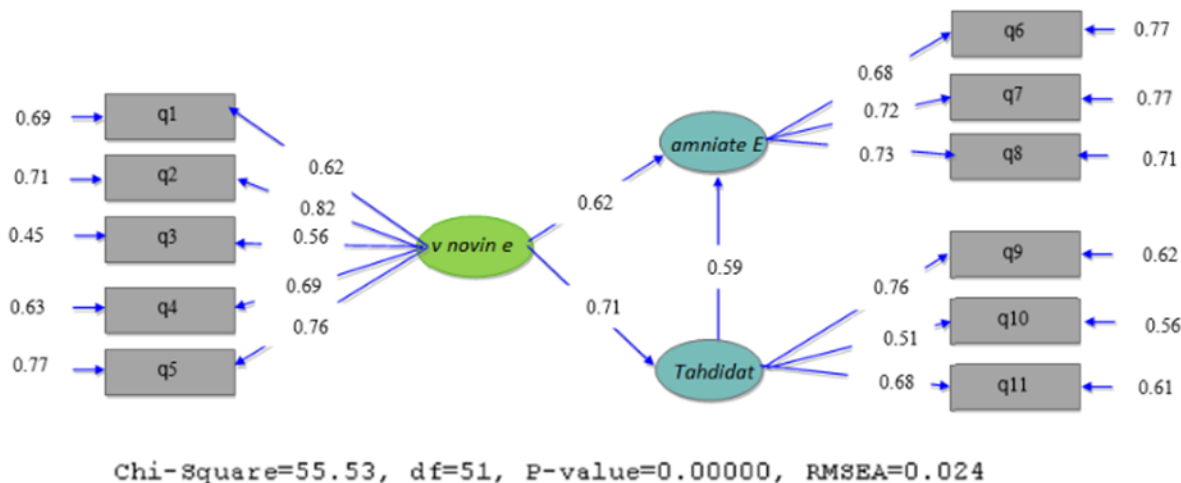 q6
0.77
0.68
q7
0.77
0.69
q1
0.72
amniate E
q8
0.73
0.71
0.71
q2
0.62
0.82
0.62
0.45
q3
0.56
v novin e
q9
0.62
0.59
0.69
0.76
0.63
q4
0.71
q10
0.56
0.76
0.51
0.77
q5
Tahdidat
0.68
q11
0.61
Chi-Square=55.53, df=51, P-value=0.00000, RMSEA=0.024